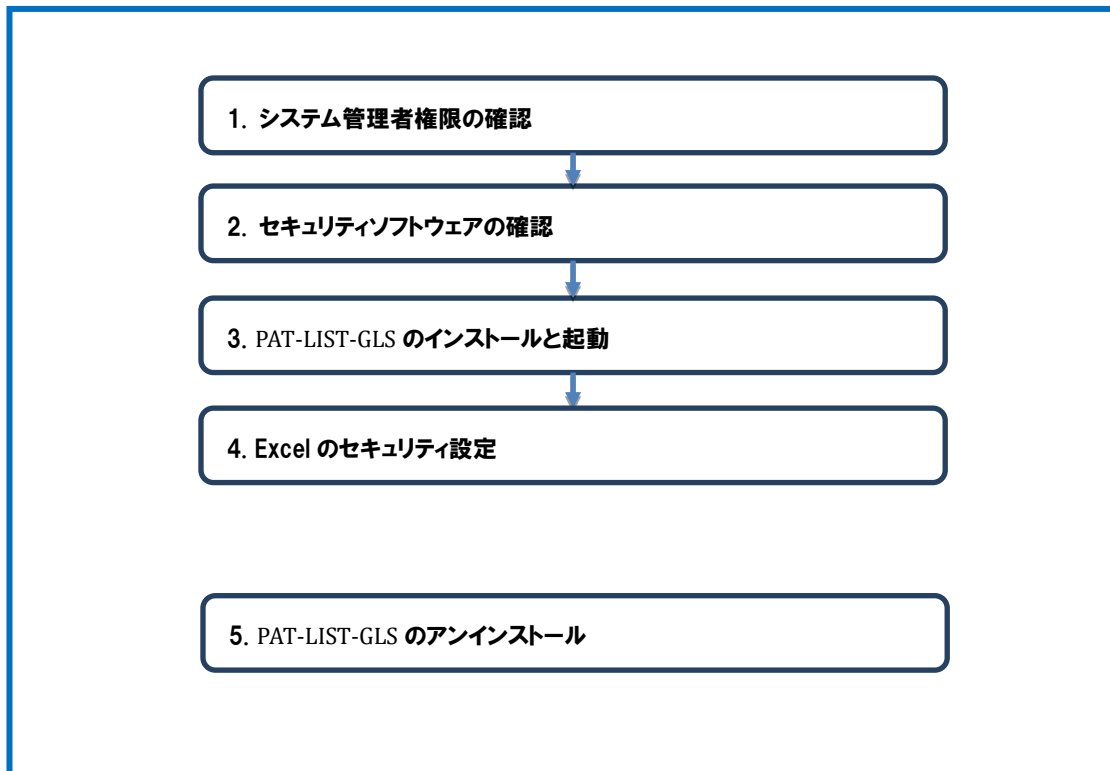 1. システム管理者権限の確認
2. セキュリティソフトウェアの確認
3. PAT-LIST-GLS のインストールと起動
4. Excel のセキュリティ設定
5. PAT-LIST-GLS のアンインストール